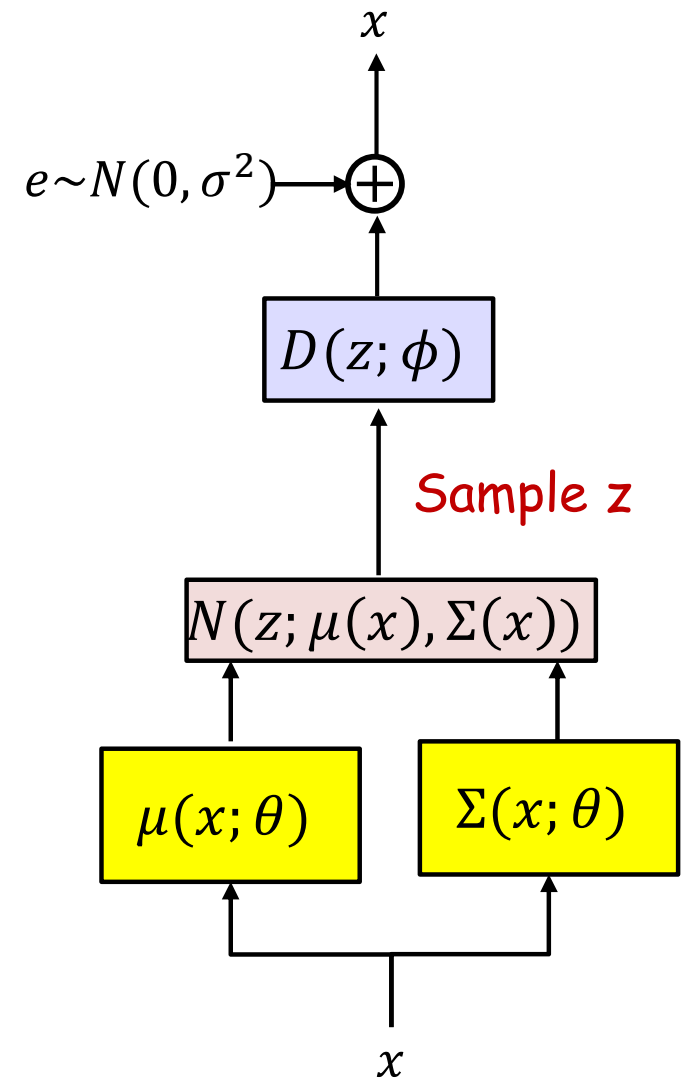 x
e~N(0, σ²)
+
D(z; ϕ)
Sample z
N(z; μ(x), Σ(x))
μ(x; θ)
Σ(x; θ)
x